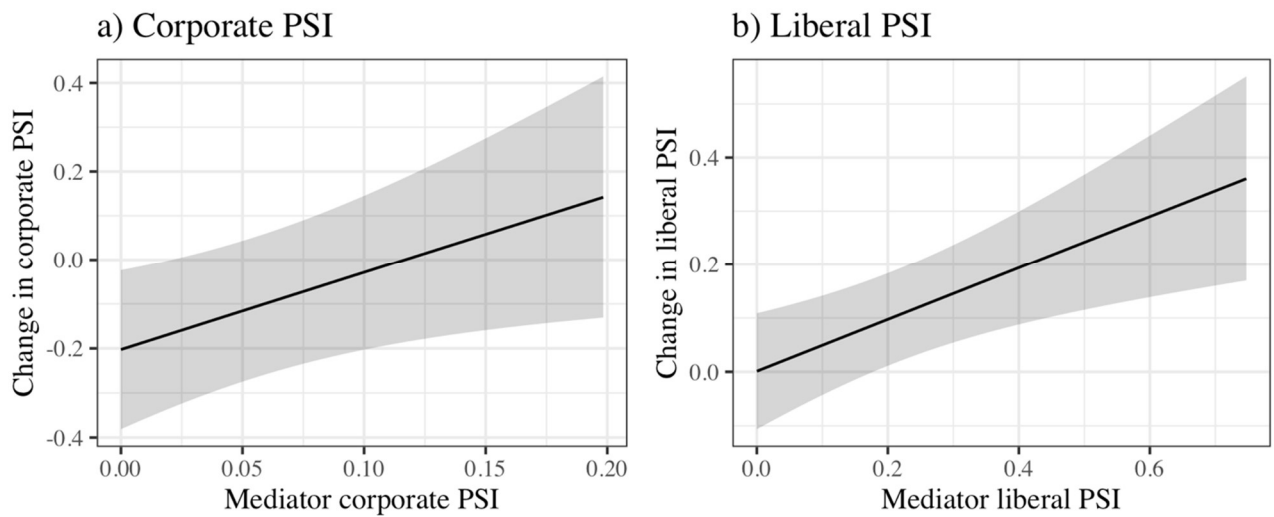 a) Corporate PSI
Change in corporate PSI
0.4
0.2
0.0
-0.2
-0.4
0.00 0.05 0.10 0.15 0.20
Mediator corporate PSI
b) Liberal PSI
Change in liberal PSI
0.4
0.2
0.0
0.0 0.2 0.4 0.6
Mediator liberal PSI